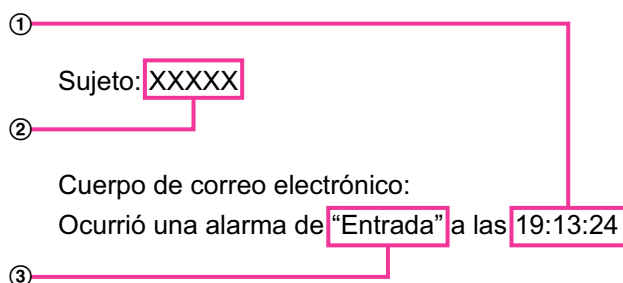 ①
Sujeto: XXXXX
②
Cuerpo de correo electrónico:
Ocurrió una alarma de “Entrada” a las 19:13:24
③